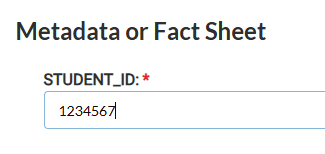 Metadata or Fact Sheet
STUDENT_ID: *
1234567